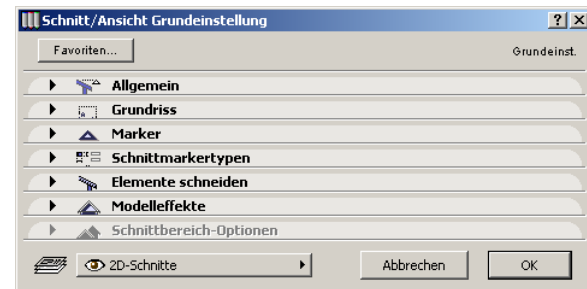 Schnitt/Ansicht Grundeinstellung
Favoriten...
Grundeinst.
Allgemein
Grundriss
Marker
Schnittmarkertypen
Elemente schneiden
Modelleffekte
Schnittbereich-Optionen
2D-Schnitte
Abbrechen
OK